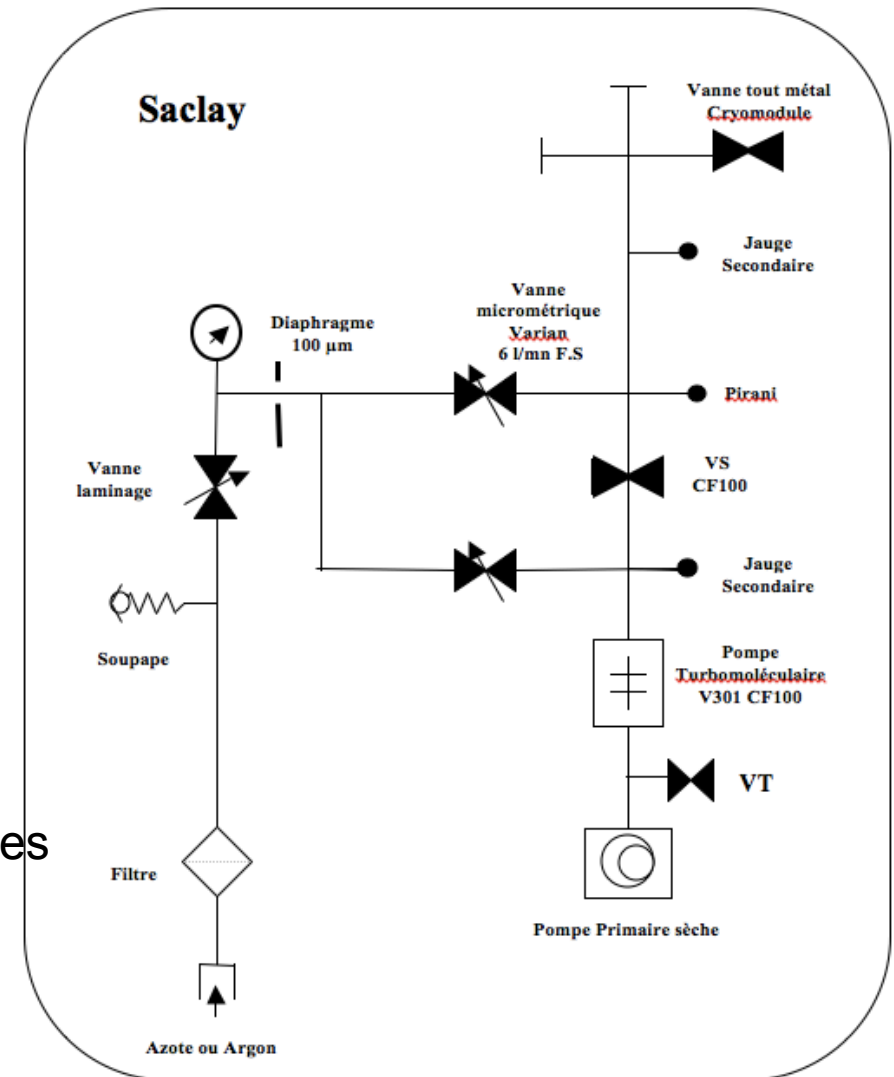 Saclay
Vanne tout métal
Cryomodule
Jauge
Secondaire
Vanne
micrométrique
Varian
6 l/mn F.S
Diaphragme
100 µm
Pirani
Vanne
laminage
VS
CF100
Jauge
Secondaire
Soupape
Pompe
Turbomoléculaire
V301 CF100
VT
es
Filtre
Pompe Primaire sèche
Azote ou Argon